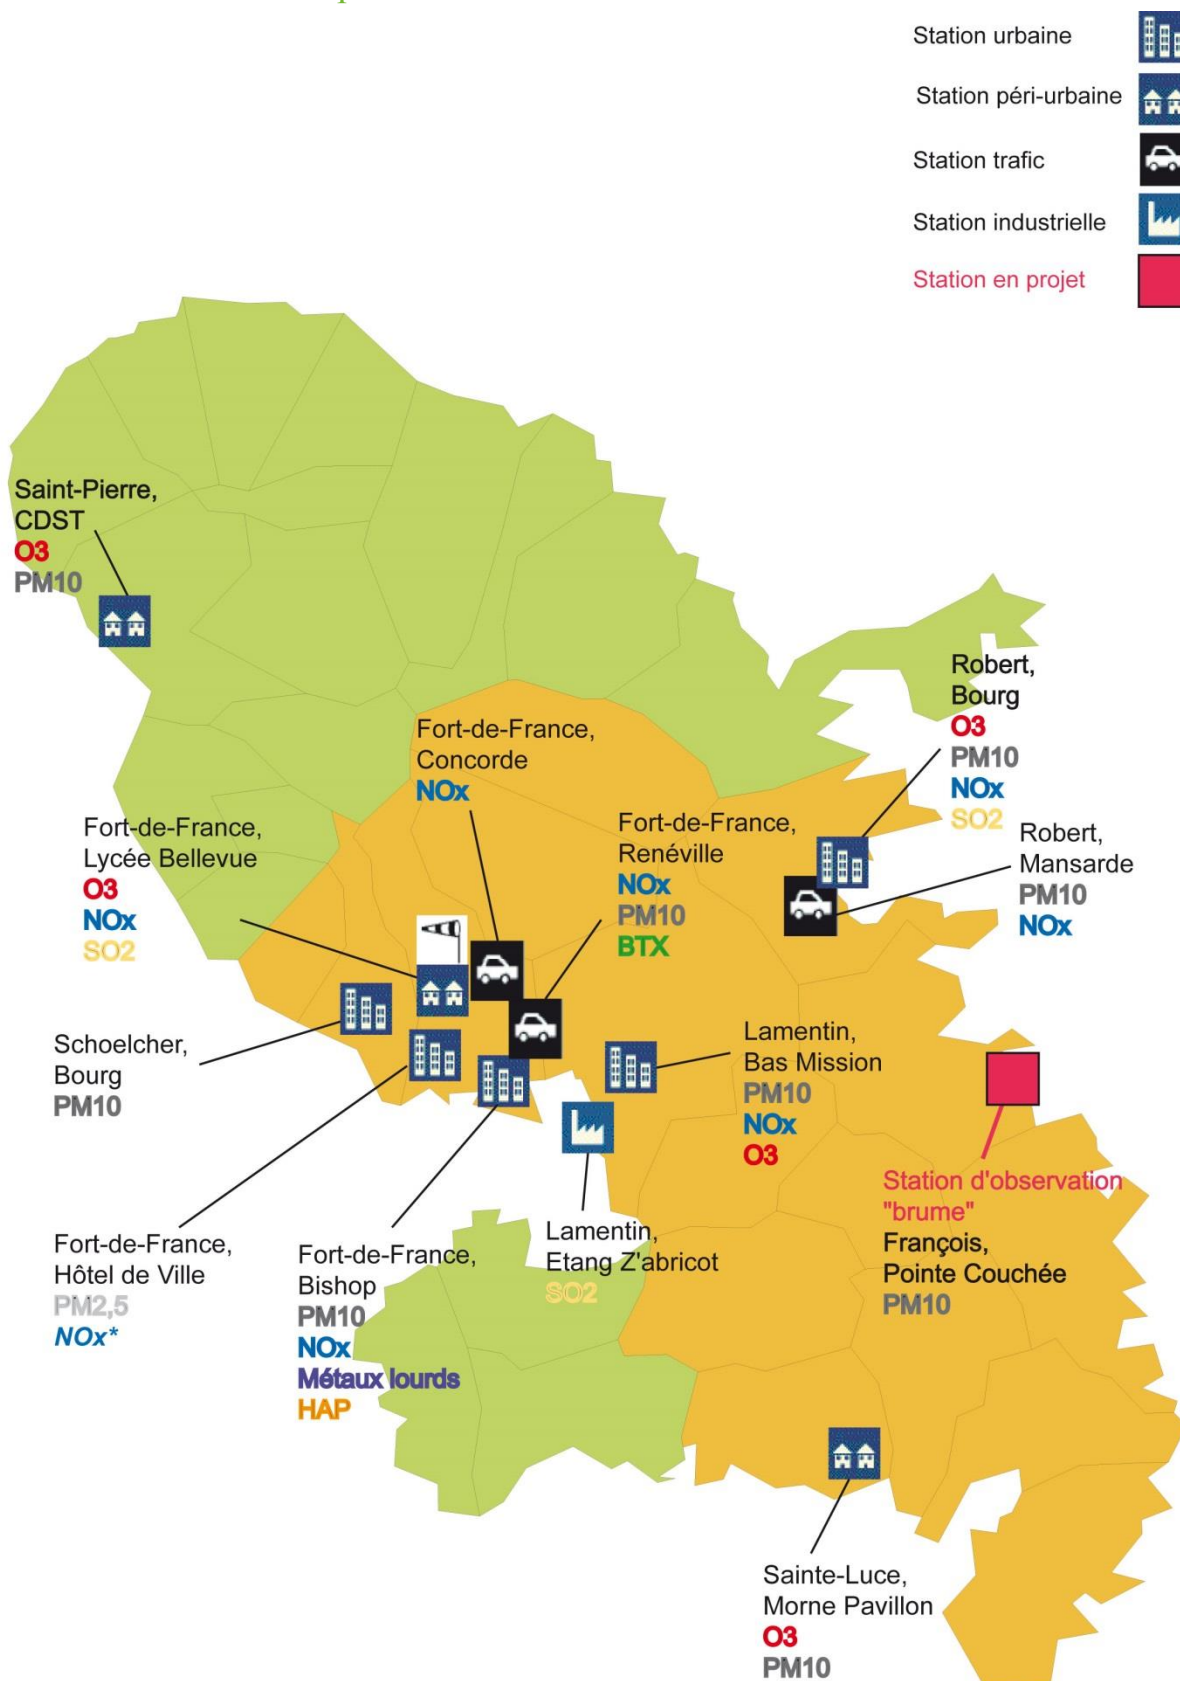 Station urbaine
Station péri-urbaine
Station trafic
Station industrielle
Station en projet
Saint-Pierre,
CDST
O3
PM10
Robert,
Bourg
O3
PM10
NOx
SO2
Fort-de-France,
Concorde
NOx
Fort-de-France,
Lycée Bellevue
O3
NOx
SO2
Fort-de-France,
Renéville
NOx
PM10
BTX
Robert,
Mansarde
PM10
NOx
Schoelcher,
Bourg
PM10
Lamentin,
Bas Mission
PM10
NOx
O3
Station d'observation
"brume"
François,
Pointe Couchée
PM10
Lamentin,
Etang Z'abricot
SO2
Fort-de-France,
Hôtel de Ville
PM2,5
NOx*
Fort-de-France,
Bishop
PM10
NOx
Métaux lourds
HAP
Sainte-Luce,
Morne Pavillon
O3
PM10